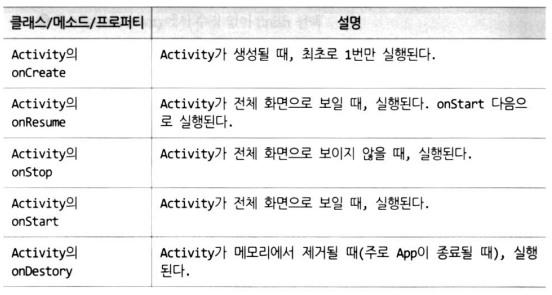 클래스/메소드/프로퍼티 설명
Activity의 Activity가 생성될 때, 최초로 1번만 실행된다.
onCreate
Activity의 Activity가 전체 화면으로 보일 때, 실행된다. onStart 다음으
onResume 로 실행된다.
Activity의 Activity가 전체 화면으로 보이지 않을 때, 실행된다.
onStop
Activity의 Activity가 전체 화면으로 보일 때, 실행된다.
onStart
Activity의 Activity가 메모리에서 제거될 때(주로 App이 종료될 때), 실행
onDestory 된다.